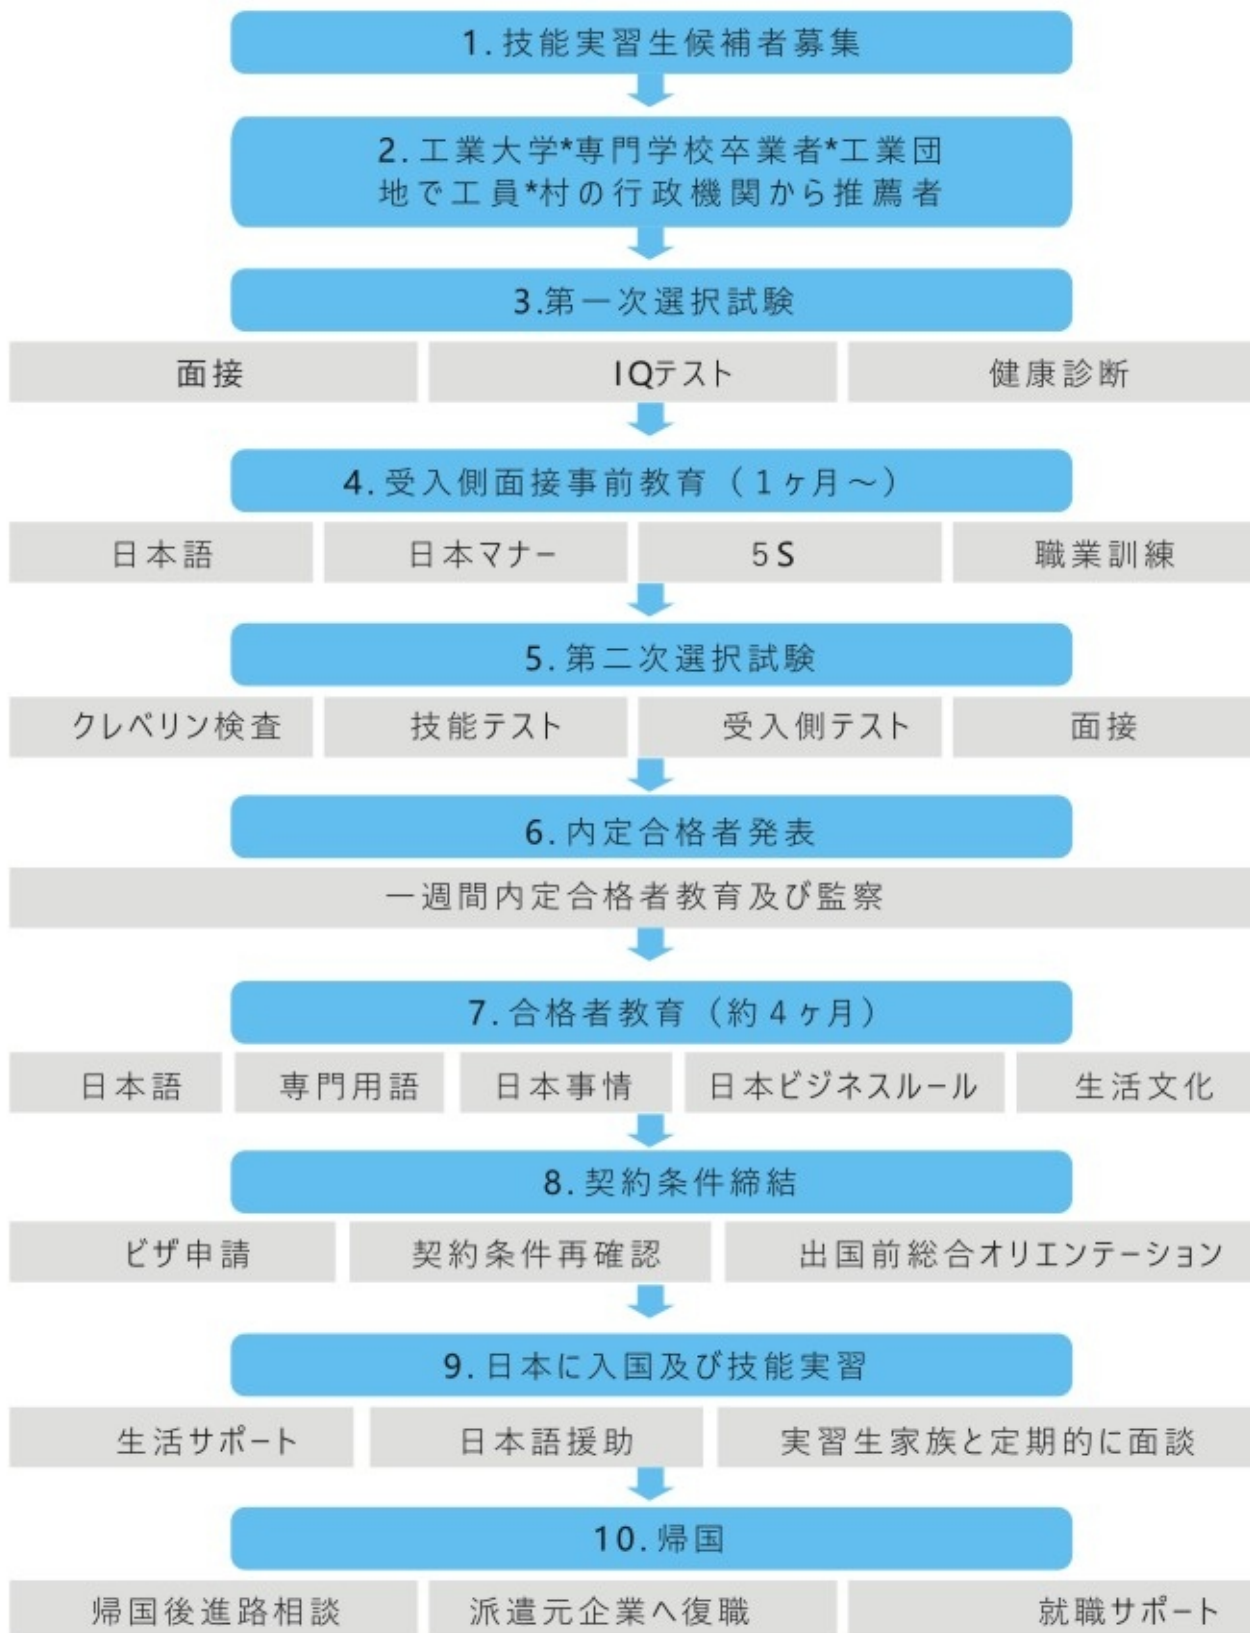 1.技能実習生候補者募集
2.工業大学*専門学校卒業者*工業団
地で工員*村の行政機関から推薦者
3.第一次選択試験
面接 IQテスト 健康診断
4.受入側面接事前教育（1ヶ月～）
日本語 日本マナー 5S 職業訓練
5.第二次選択試験
クレベリン検査 技能テスト 受入側テスト 面接
6.内定合格者発表
一週間内定合格者教育及び監察
7.合格者教育（約4ヶ月）
日本語 専門用語 日本事情 日本ビジネスルール 生活文化
8.契約条件締結
ビザ申請 契約条件再確認 出国前総合オリエンテーション
9.日本に入国及び技能実習
生活サポート 日本語援助 実習生家族と定期的に面談
10.帰国
帰国後進路相談 派遣元企業へ復職 就職サポート